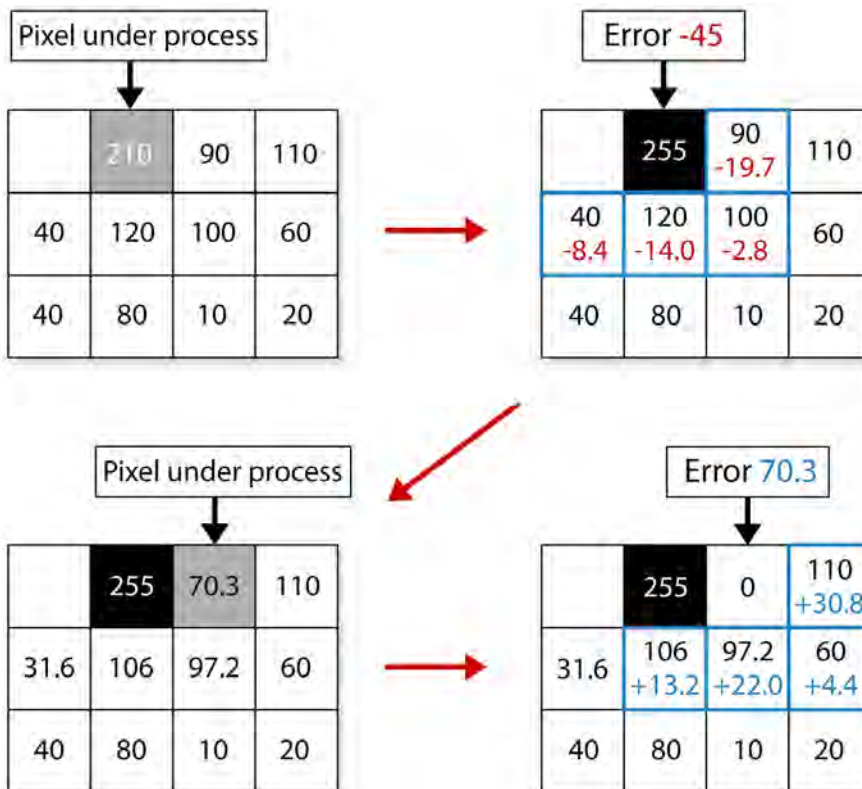 Pixel under process
Error -45
210 90 110
40 120 100 60
40 80 10 20
255 90 110
-19.7
40 120 100 60
-8.4 -14.0 -2.8
40 80 10 20
Pixel under process
Error 70.3
255 70.3 110
31.6 106 97.2 60
40 80 10 20
255 0 110
+30.8
31.6 106 97.2 60
+13.2 +22.0 +4.4
40 80 10 20